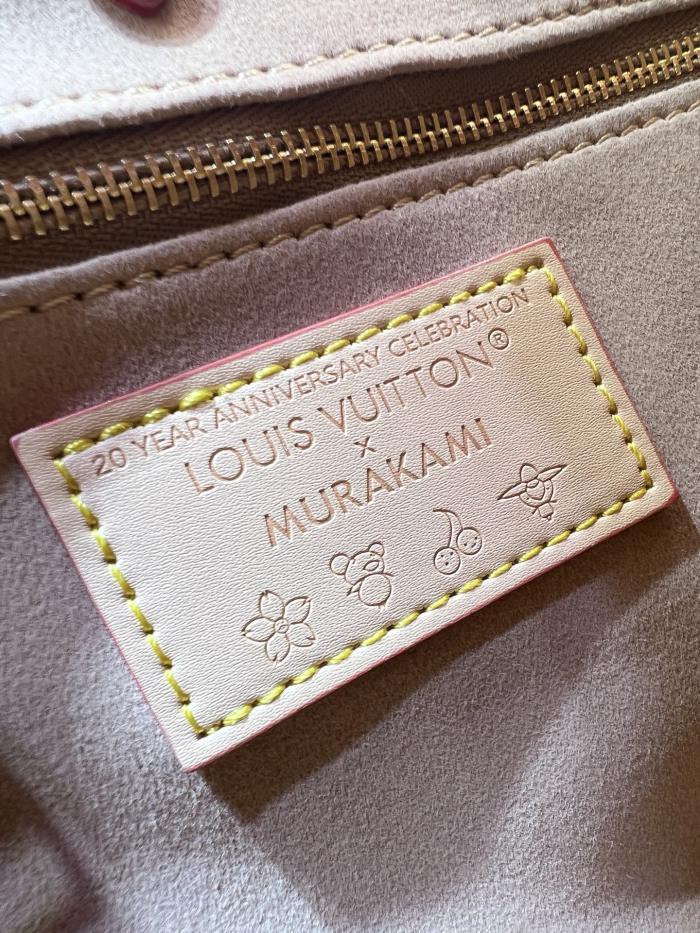 20 YEAR ANNIVERSARY CELEBRATION
LOUIS VUITTON®
x
MURAKAMI